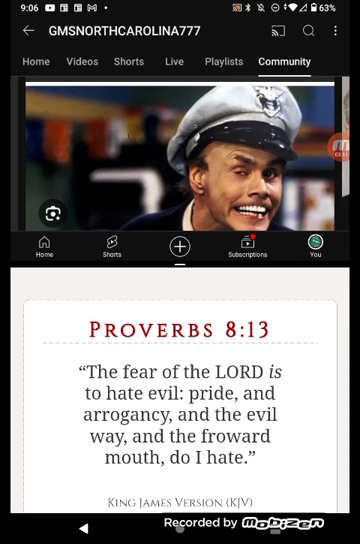 9:06
63%
GMSNORTHCAROLINA777
Home Videos Shorts Live Playlists Community
Home Shorts Subscriptions You
PROVERBS 8:13
“The fear of the LORD is
to hate evil: pride, and
arrogancy, and the evil
way, and the froward
mouth, do I hate.”
KING JAMES VERSION (KJV)
Recorded by mobizen